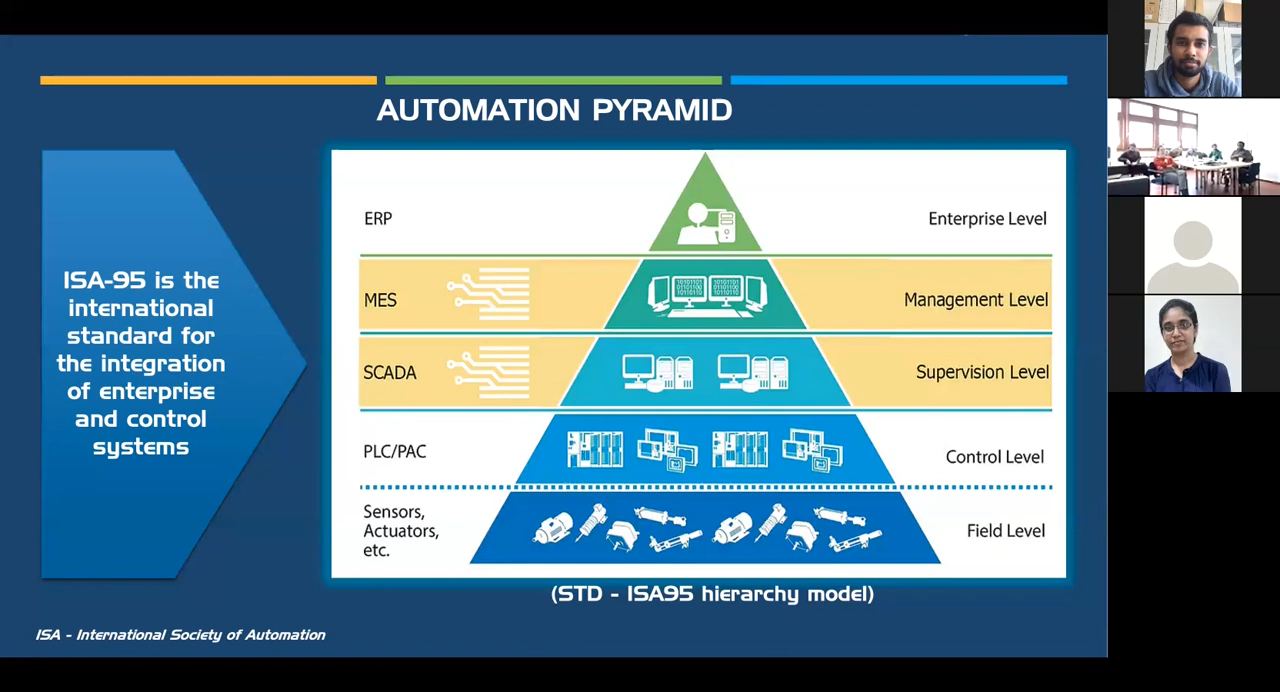 AUTOMATION PYRAMID
ISA-95 is the
international
standard for
the integration
of enterprise
and control
systems
ERP
Enterprise Level
MES
Management Level
SCADA
Supervision Level
PLC/PAC
Control Level
Sensors,
Actuators,
etc.
Field Level
(STD - ISA95 hierarchy model)
ISA - International Society of Automation